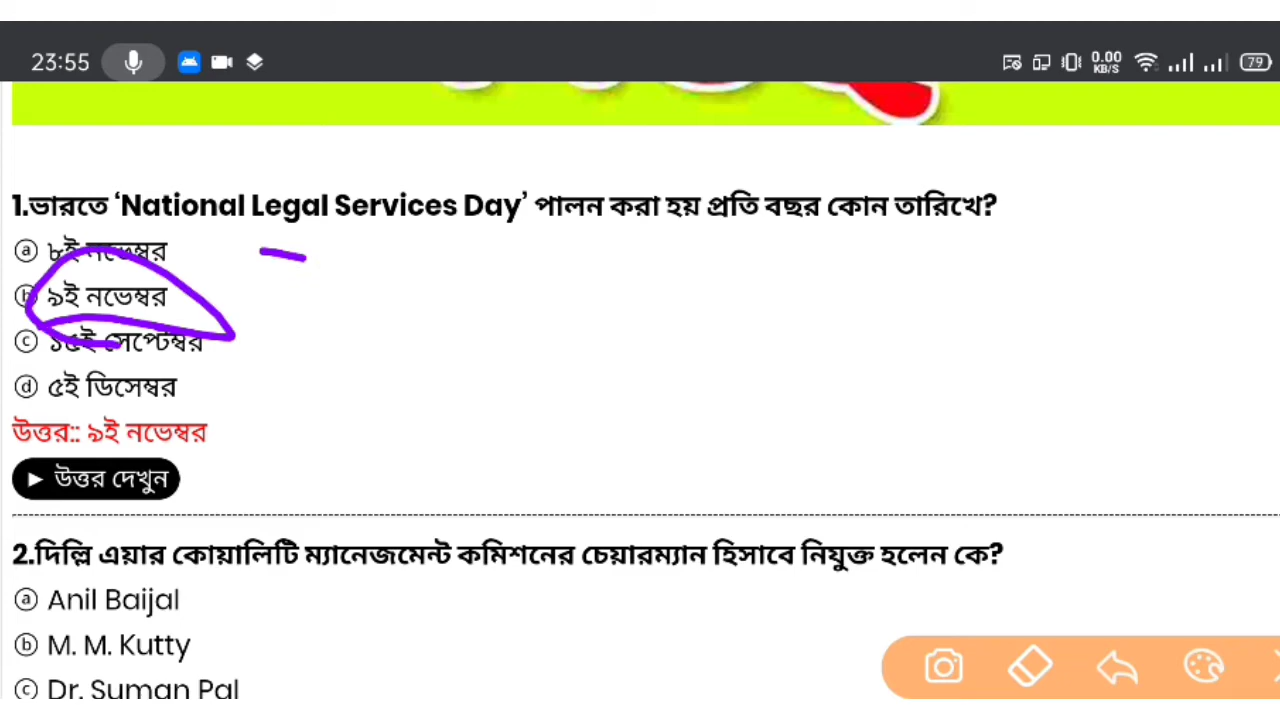 23:55
0.00
KB/S
79
1.ভারতে ‘National Legal Services Day’ পালন করা হয় প্রতি বছর কোন তারিখে?
ⓐ ৮ই নভেম্বর
ⓑ ৯ই নভেম্বর
ⓒ ১৫ই সেপ্টেম্বর
ⓓ ৫ই ডিসেম্বর
উত্তর:: ৯ই নভেম্বর
► উত্তর দেখুন
2.দিল্লি এয়ার কোয়ালিটি ম্যানেজমেন্ট কমিশনের চেয়ারম্যান হিসাবে নিযুক্ত হলেন কে?
ⓐ Anil Baijal
ⓑ M. M. Kutty
ⓒ Dr. Suman Pal